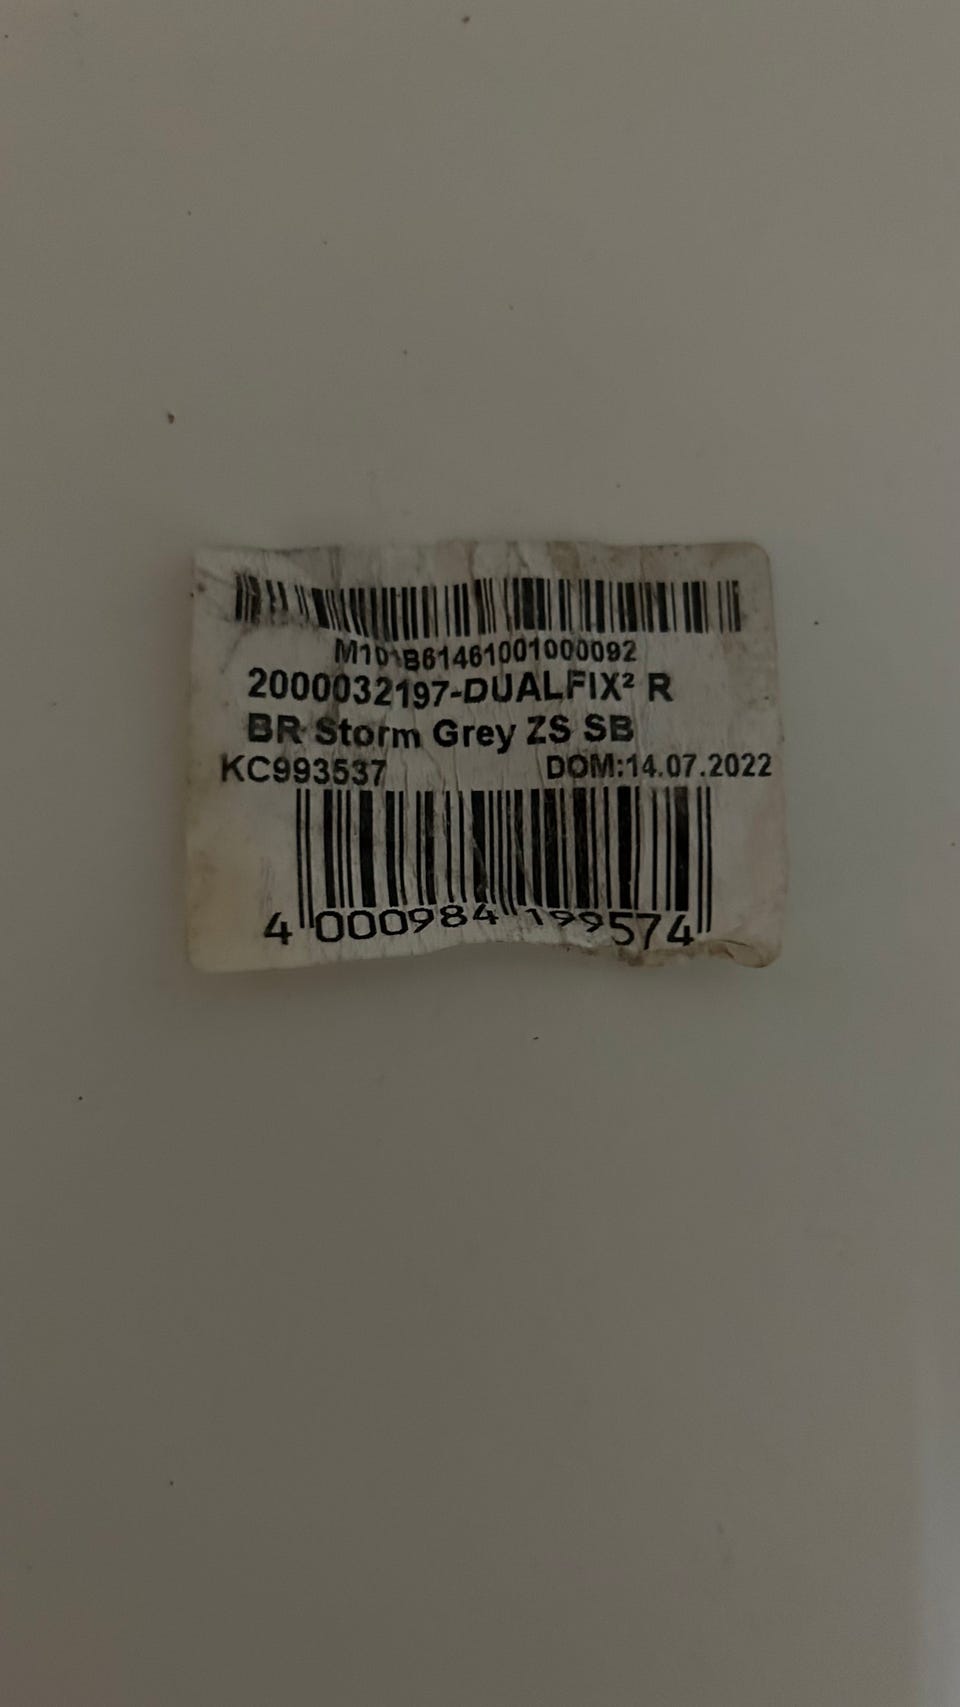 M101B61461001000092
2000032197-DUALFIX² R
BR Storm Grey ZS SB
KC993537 DOM:14.07.2022
4 000984 199574